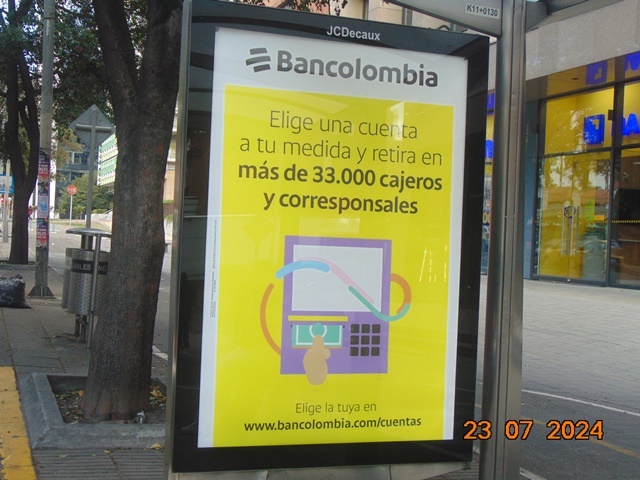 K11+0130
JCDecaux
Bancolombia
Elige una cuenta
a tu medida y retira en
más de 33.000 cajeros
y corresponsales
Elige la tuya en
www.bancolombia.com/cuentas
23 07 2024